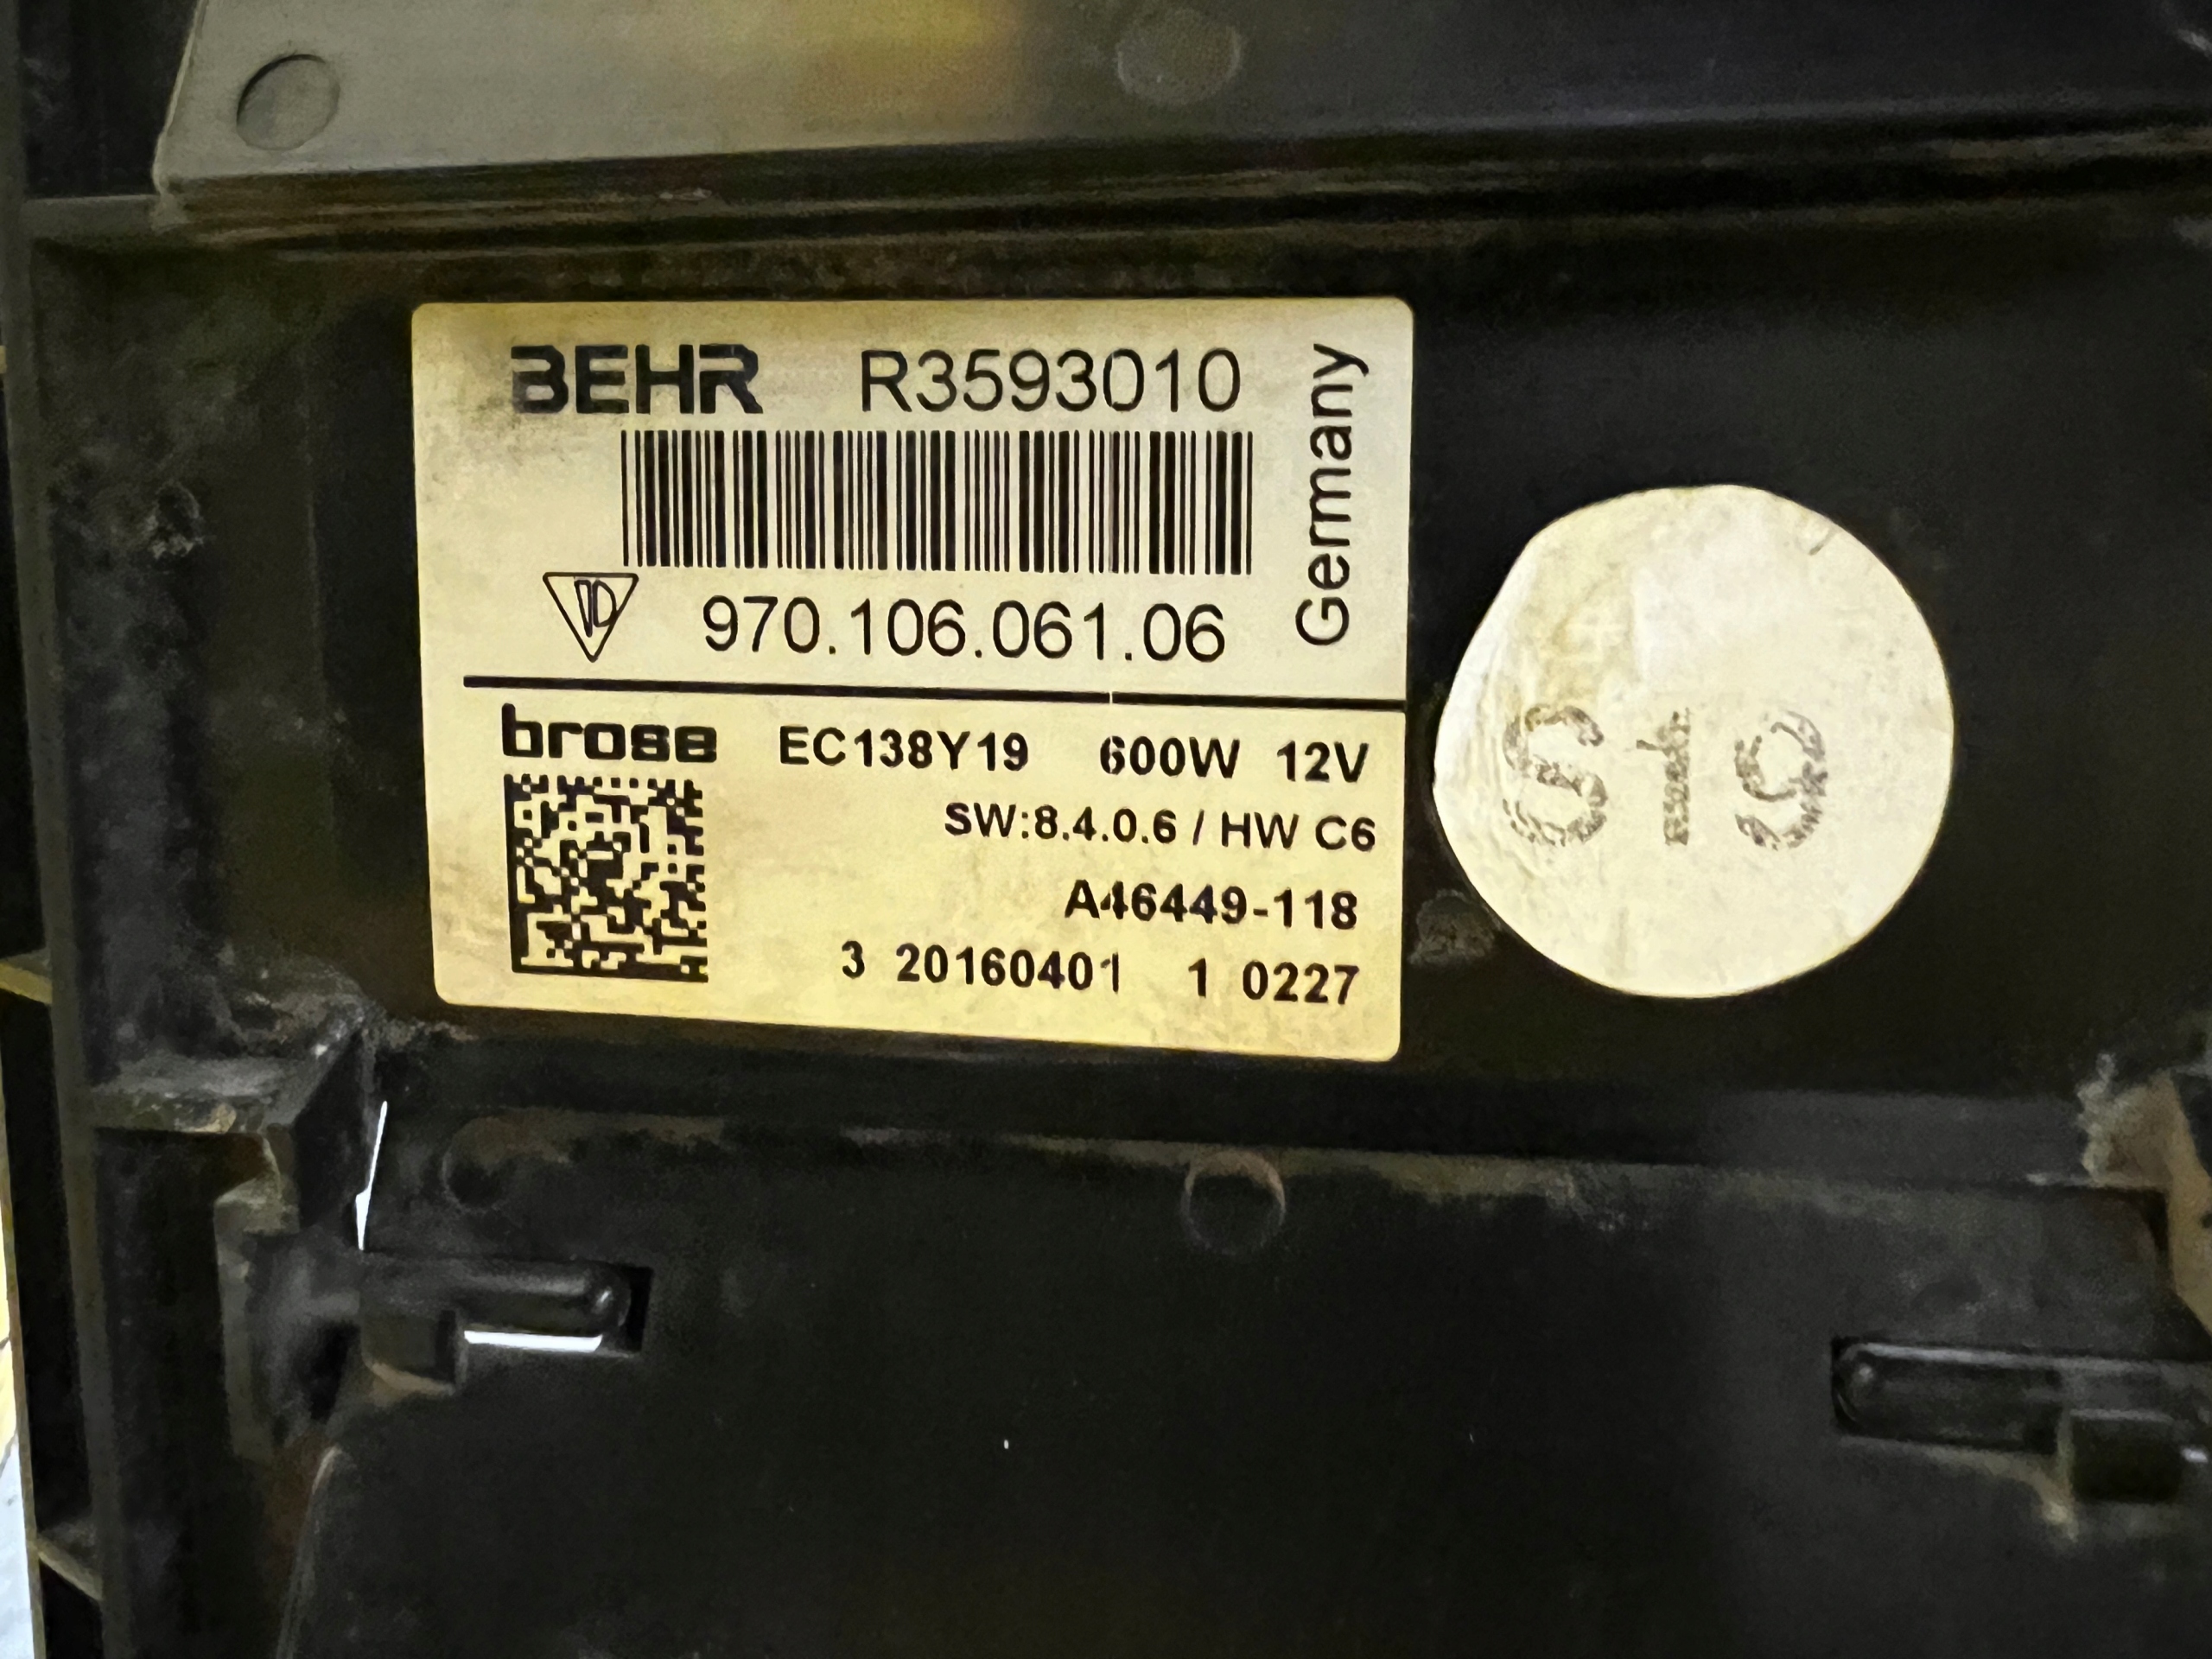 BEHR R3593010
Germany
970.106.061.06
brose EC138Y19 600W 12V
SW:8.4.0.6 / HW C6
A46449-118
3 20160401 1 0227